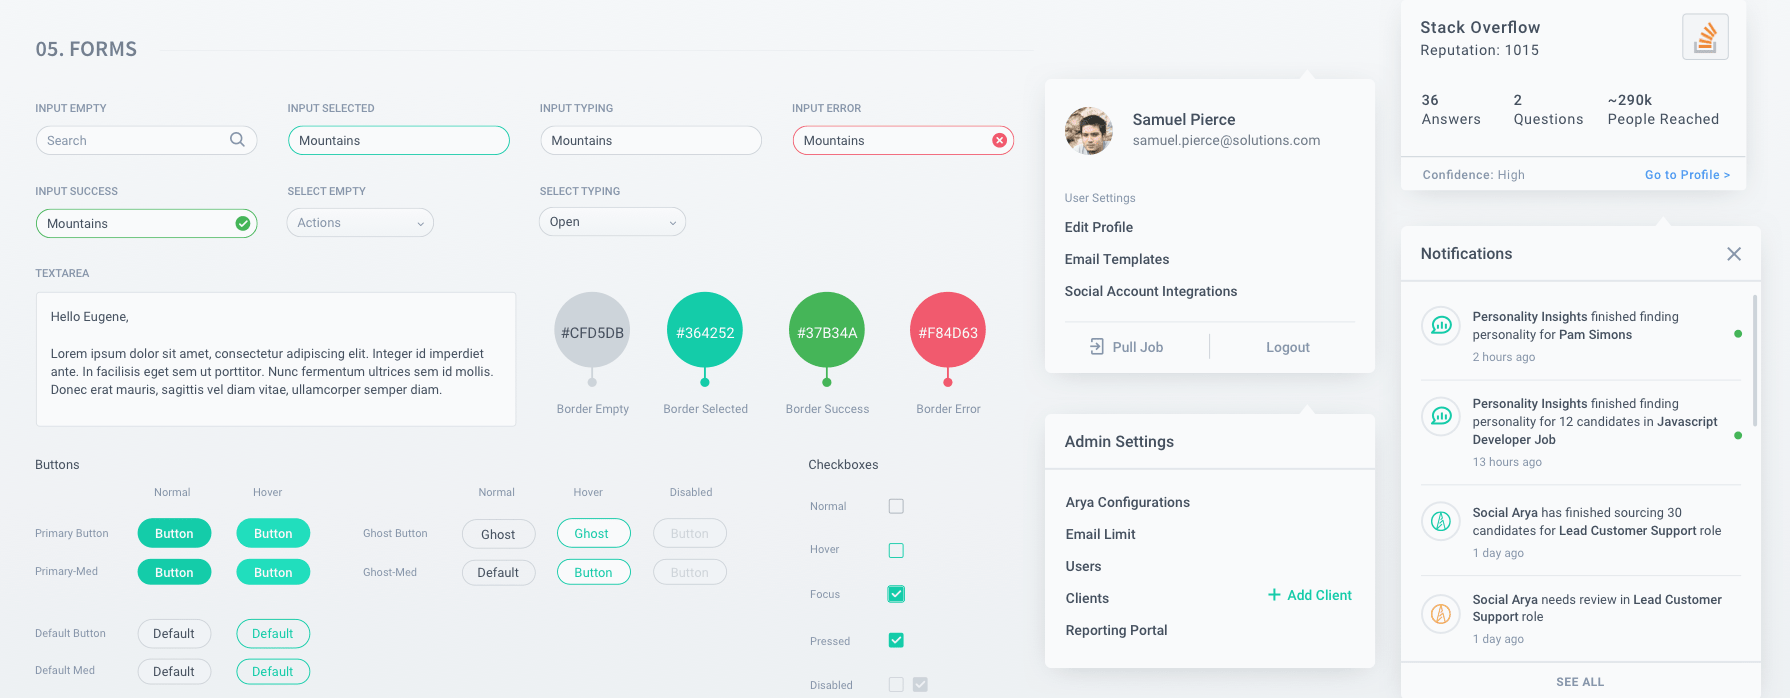 05. FORMS
INPUT EMPTY
INPUT SELECTED
INPUT TYPING
INPUT ERROR
Search
Mountains
Mountains
Mountains
INPUT SUCCESS
SELECT EMPTY
SELECT TYPING
Mountains
Actions
Open
TEXTAREA
Hello Eugene,
Lorem ipsum dolor sit amet, consectetur adipiscing elit. Integer id imperdiet
ante. In facilisis eget sem ut porttitor. Nunc fermentum ultrices sem id mollis.
Donec erat mauris, sagittis vel diam vitae, ullamcorper semper diam.
#CFD5DB
#364252
#37B34A
#F84D63
Border Empty
Border Selected
Border Success
Border Error
Buttons
Normal
Hover
Normal
Hover
Disabled
Primary Button
Button
Button
Ghost Button
Ghost
Ghost
Button
Primary-Med
Button
Button
Ghost-Med
Default
Button
Button
Default Button
Default
Default
Default Med
Default
Default
Checkboxes
Normal
Hover
Focus
Pressed
Disabled
Samuel Pierce
samuel.pierce@solutions.com
User Settings
Edit Profile
Email Templates
Social Account Integrations
Pull Job
Logout
Admin Settings
Arya Configurations
Email Limit
Users
Clients
+ Add Client
Reporting Portal
Stack Overflow
Reputation: 1015
36
Answers
2
Questions
~290k
People Reached
Confidence: High
Go to Profile >
Notifications
Personality Insights finished finding
personality for Pam Simons
2 hours ago
Personality Insights finished finding
personality for 12 candidates in Javascript
Developer Job
13 hours ago
Social Arya has finished sourcing 30
candidates for Lead Customer Support role
1 day ago
Social Arya needs review in Lead Customer
Support role
1 day ago
SEE ALL